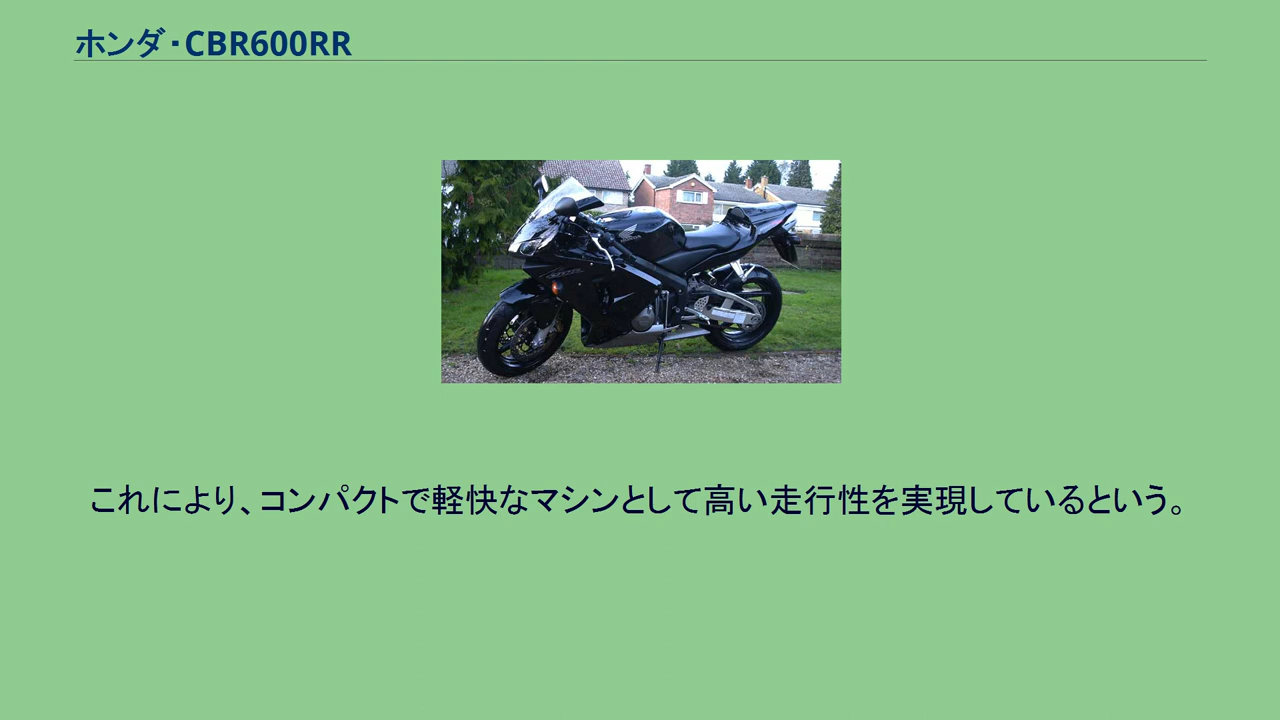 ホンダ・CBR600RR
これにより、コンパクトで軽快なマシンとして高い走行性を実現しているという。